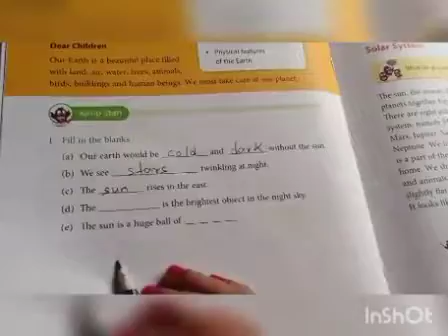 Dear Children
Our Earth is a beautiful place filled
with land, air, water, trees, animals,
birds, buildings and human beings. We must take care of our planet.
• Physical features
of the Earth
1 Fill in the blanks.
(a) Our earth would be cold and dark without the sun.
(b) We see stars twinkling at night.
(c) The sun rises in the east.
(d) The ________ is the brightest object in the night sky.
(e) The sun is a huge ball of _ _ _ _
Solar System
The sun, the moon
planets together
There are eight
system, namely
Mars, Jupiter
Neptune. We
is a part of the
home. We
and animals
slightly flat
It looks like
InShOt